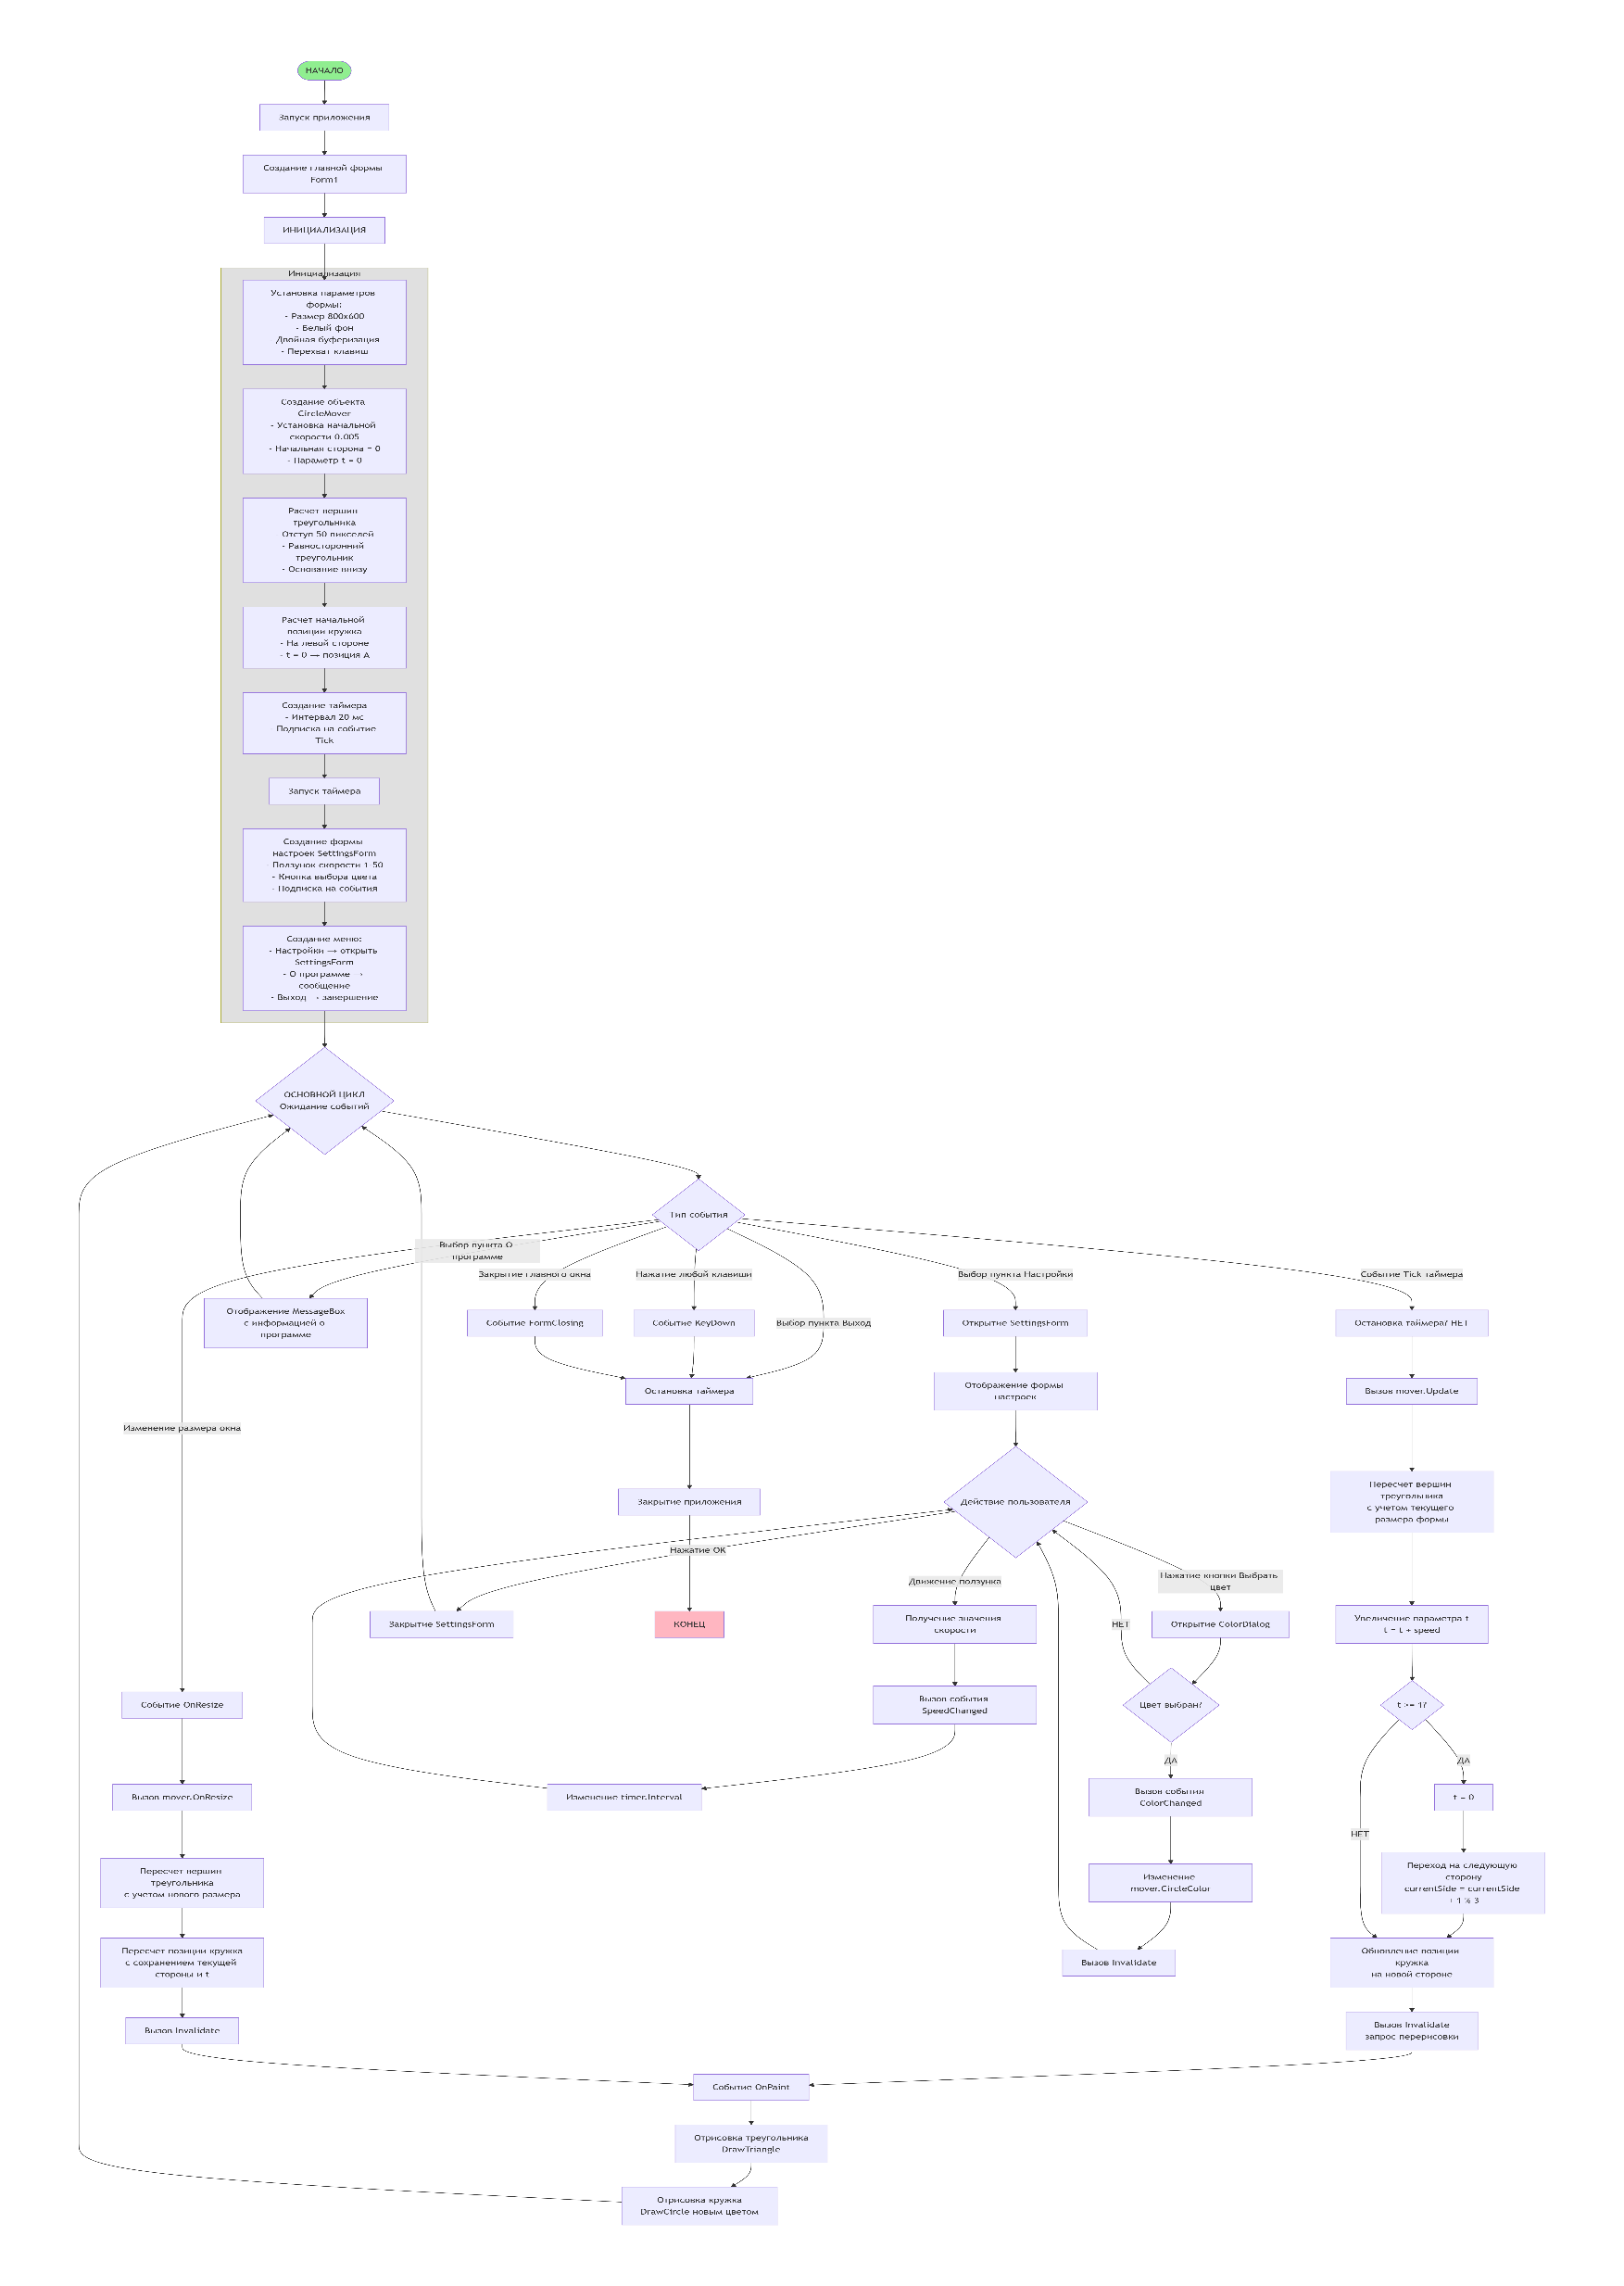 НАЧАЛО
Запуск приложения
Создание главной формы
Form1
ИНИЦИАЛИЗАЦИЯ
Инициализация
Установка параметров
формы:
- Размер 800x600
- Белый фон
Двойная буферизация
- Перехват клавиш
Создание объекта
CircleMover
- Установка начальной
скорости 0.005
- Начальная сторона = 0
- Параметр t = 0
Расчет вершин
треугольника
Отступ 50 пикселей
- Равносторонний
треугольник
- Основание внизу
Расчет начальной
позиции кружка
- На левой стороне
- t = 0 → позиция A
Создание таймера
- Интервал 20 мс
- Подписка на событие
Tick
Запуск таймера
Создание формы
настроек SettingsForm
Ползунок скорости 1-50
- Кнопка выбора цвета
- Подписка на события
Создание меню:
- Настройки → открыть
SettingsForm
- О программе →
сообщение
- Выход → завершение
ОСНОВНОЙ ЦИКЛ
Ожидание событий
Тип события
Выбор пункта О
программе
Закрытие главного окна
Нажатие любой клавиши
Выбор пункта Настройки
Событие Tick таймера
Отображение MessageBox
с информацией о
программе
Событие FormClosing
Событие KeyDown
Выбор пункта Выход
Открытие SettingsForm
Остановка таймера? НЕТ
Остановка таймера
Отображение формы
настроек
Вызов mover.Update
Изменение размера окна
Закрытие приложения
Действие пользователя
Пересчет вершин
треугольника
с учетом текущего
размера формы
Нажатие OK
Движение ползунка
Нажатие кнопки Выбрать
цвет
Закрытие SettingsForm
КОНЕЦ
Получение значения
скорости
НЕТ
Открытие ColorDialog
Увеличение параметра t
t = t + speed
Событие OnResize
Вызов события
SpeedChanged
Цвет выбран?
t >= 1?
ДА
ДА
Вызов mover.OnResize
Изменение timer.Interval
Вызов события
ColorChanged
t = 0
НЕТ
Пересчет вершин
треугольника
с учетом нового размера
Изменение
mover.CircleColor
Переход на следующую
сторону
currentSide = currentSide
+ 1 % 3
Пересчет позиции кружка
с сохранением текущей
стороны и t
Вызов Invalidate
Обновление позиции
кружка
на новой стороне
Вызов Invalidate
Вызов Invalidate
запрос перерисовки
Событие OnPaint
Отрисовка треугольника
DrawTriangle
Отрисовка кружка
DrawCircle новым цветом